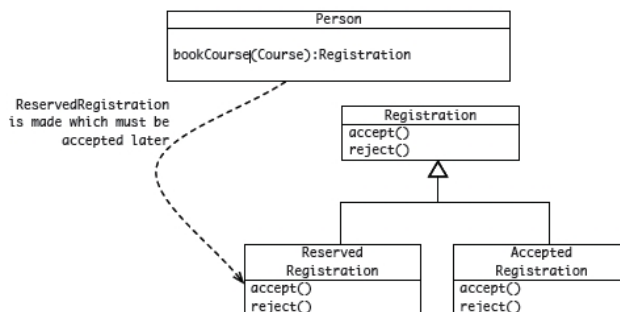 Person
bookCourse(Course):Registration
ReservedRegistration
is made which must be
accepted later
Registration
accept()
reject()
Reserved
Registration
accept()
reject()
Accepted
Registration
accept()
reject()